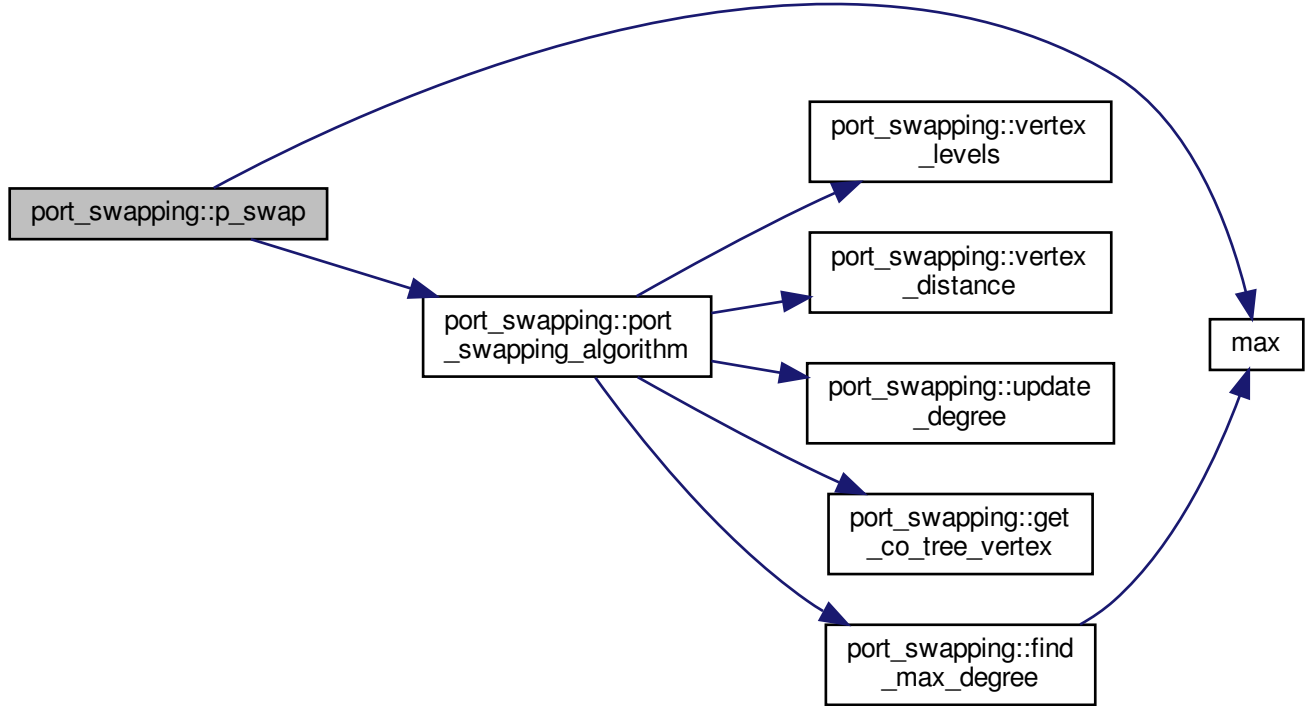 port_swapping::p_swap
port_swapping::port
_swapping_algorithm
port_swapping::vertex
_levels
port_swapping::vertex
_distance
port_swapping::update
_degree
port_swapping::get
_co_tree_vertex
port_swapping::find
_max_degree
max